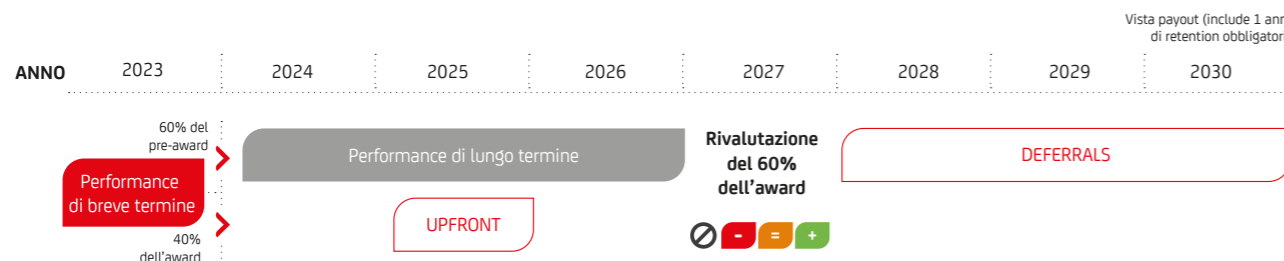 Vista payout (include 1 ann
di retention obbligatori
ANNO 2023 2024 2025 2026 2027 2028 2029 2030
60% del
pre-award
Performance
di breve termine
40%
dell'award
Performance di lungo termine
UPFRONT
Rivalutazione
del 60%
dell'award
- = +
DEFERRALS